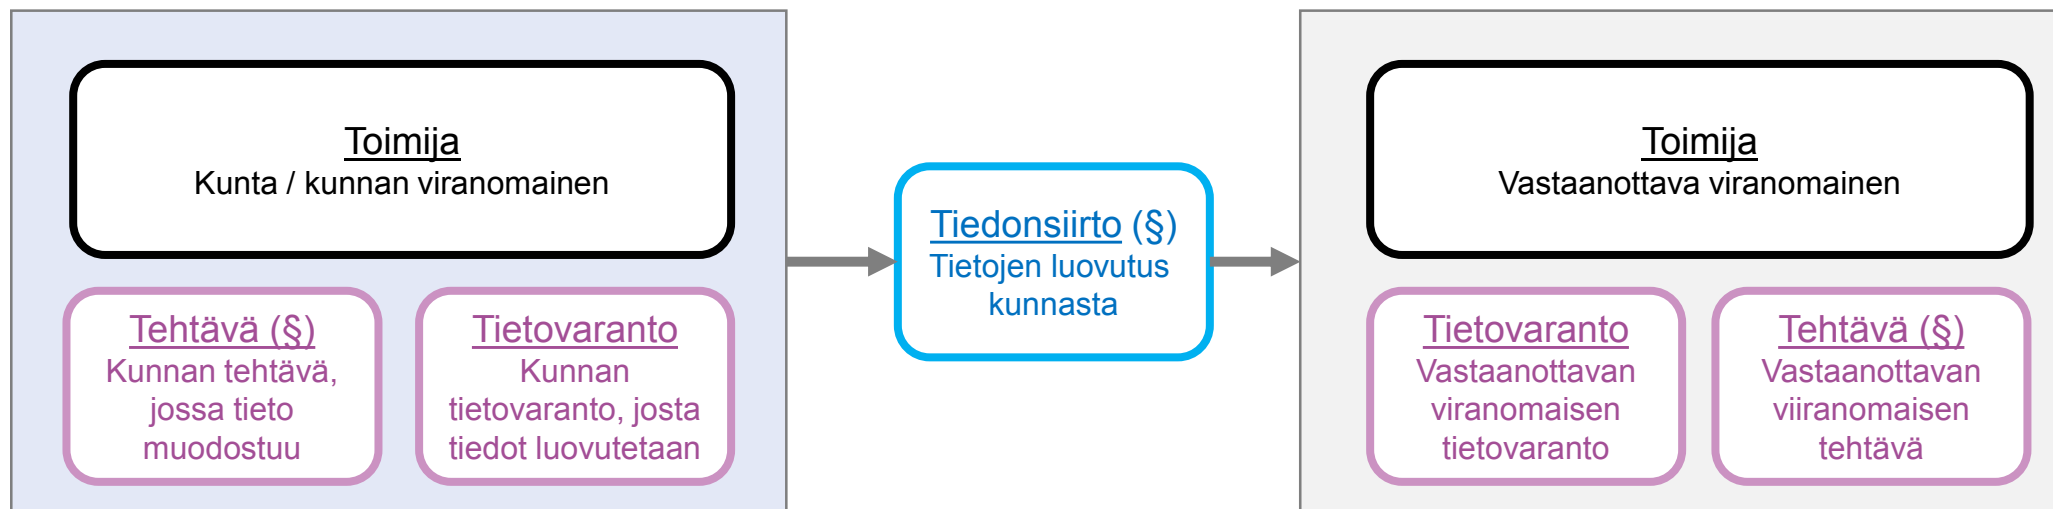 Toimija
Kunta / kunnan viranomainen
Tehtävä (§)
Kunnan tehtävä,
jossa tieto
muodostuu
Tietovaranto
Kunnan
tietovaranto, josta
tiedot luovutetaan
Tiedonsiirto (§)
Tietojen luovutus
kunnasta
Toimija
Vastaanottava viranomainen
Tietovaranto
Vastaanottavan
viranomaisen
tietovaranto
Tehtävä (§)
Vastaanottavan
viiranomaisen
tehtävä